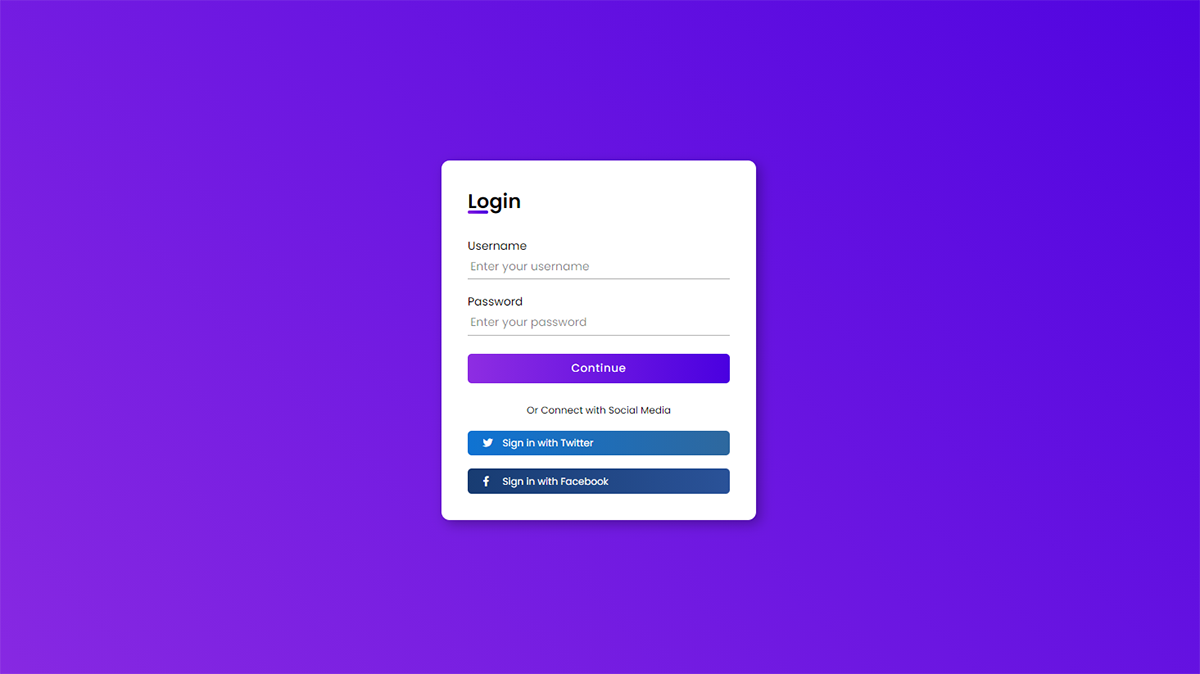 Login
Username
Enter your username
Password
Enter your password
Continue
Or Connect with Social Media
Sign in with Twitter
Sign in with Facebook